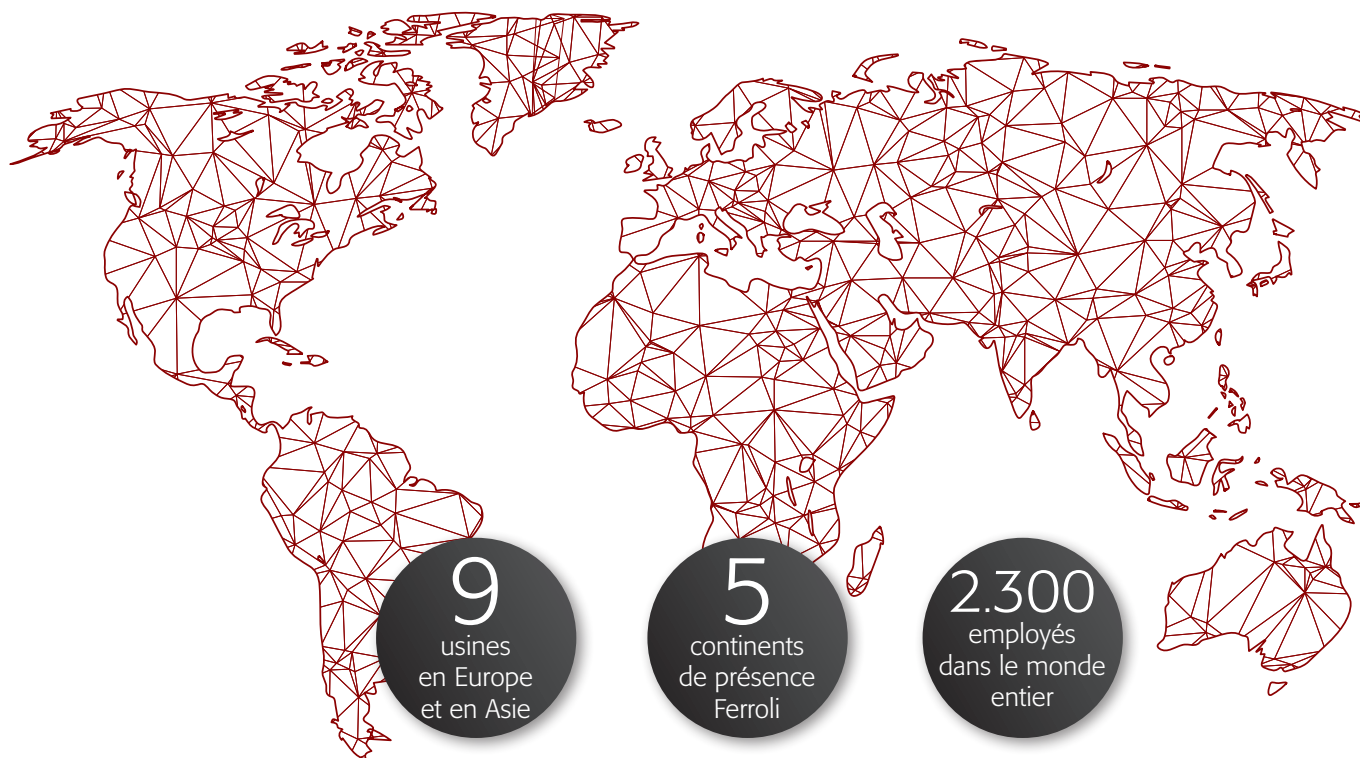 9
usines
en Europe
et en Asie
5
continents
de présence
Ferroli
2.300
employés
dans le monde
entier